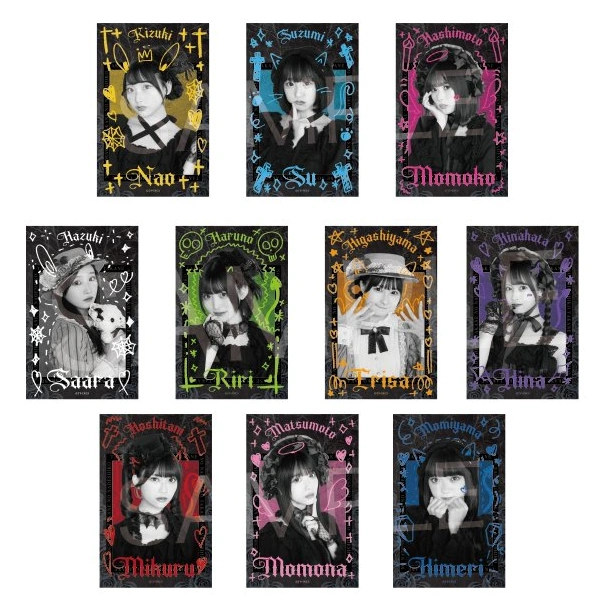 Kizuki
Nao
Suzumi
Su
Hashimoto
Momoko
Hazuki
Saara
Haruno
Riri
Higashiyama
Erisa
Hinahata
Hina
Hoshitani
Mikuru
Matsumoto
Momona
Momiyama
Himeri
SAMPLE